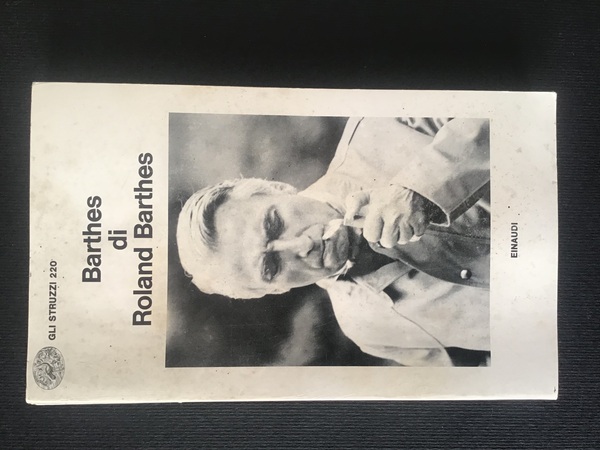 GLI STRUZZI 220
Barthes
di
Roland Barthes
EINAUDI